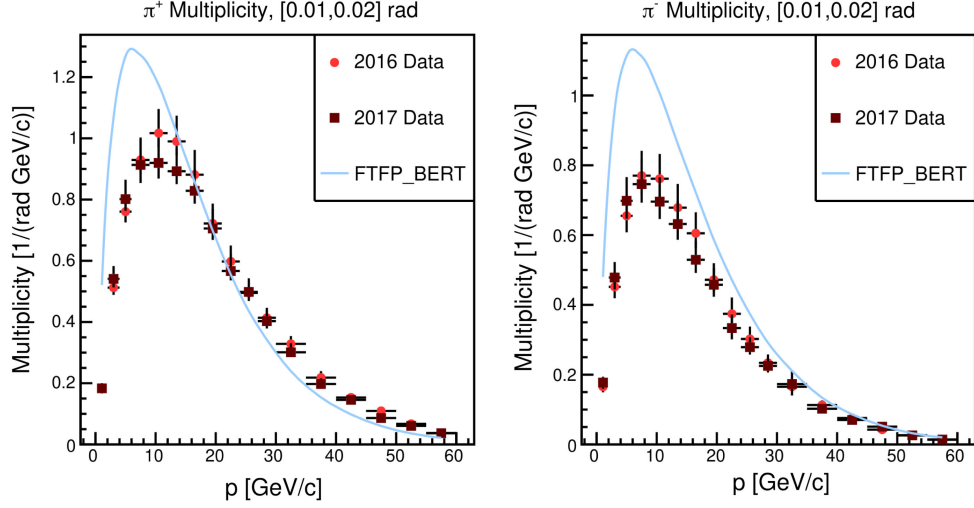 π⁺ Multiplicity, [0.01,0.02] rad
Multiplicity [1/(rad GeV/c)]
1.2
1
0.8
0.6
0.4
0.2
0
2016 Data
2017 Data
FTFP_BERT
0 10 20 30 40 50 60
p [GeV/c]
π⁻ Multiplicity, [0.01,0.02] rad
Multiplicity [1/(rad GeV/c)]
1
0.8
0.6
0.4
0.2
0
2016 Data
2017 Data
FTFP_BERT
0 10 20 30 40 50 60
p [GeV/c]